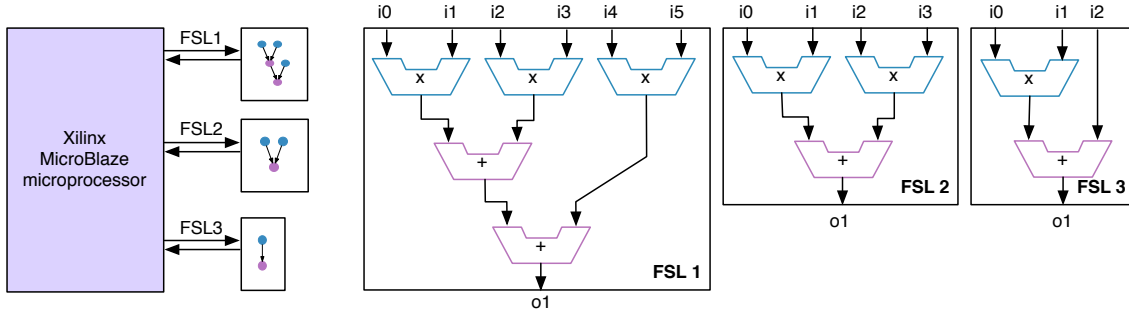 Xilinx
MicroBlaze
microprocessor
FSL1
FSL2
FSL3
i0 i1 i2 i3 i4 i5
x x x
+
+
FSL 1
o1
i0 i1 i2 i3
x x
+
FSL 2
o1
i0 i1 i2
x
+
FSL 3
o1